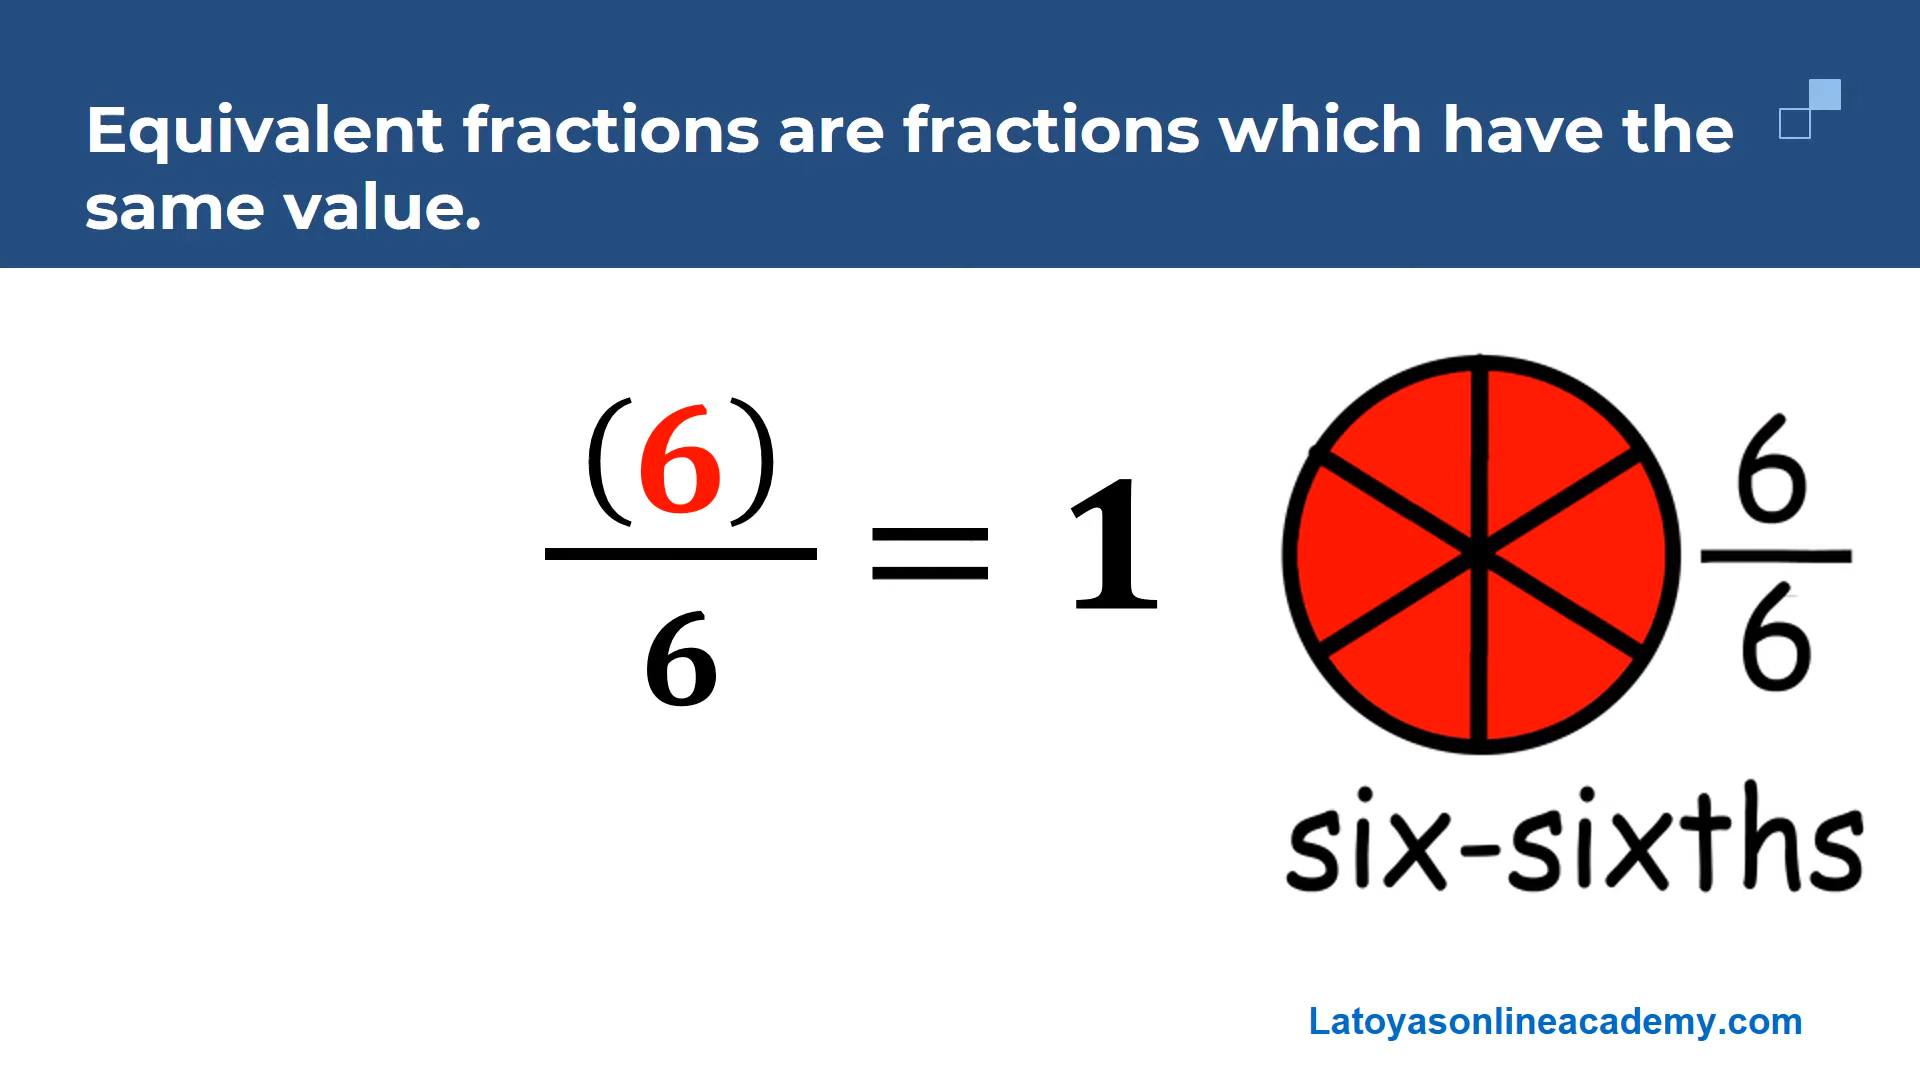 Equivalent fractions are fractions which have the
same value.
(6)
6
= 1
6
6
six-sixths
Latoyasonlineacademy.com